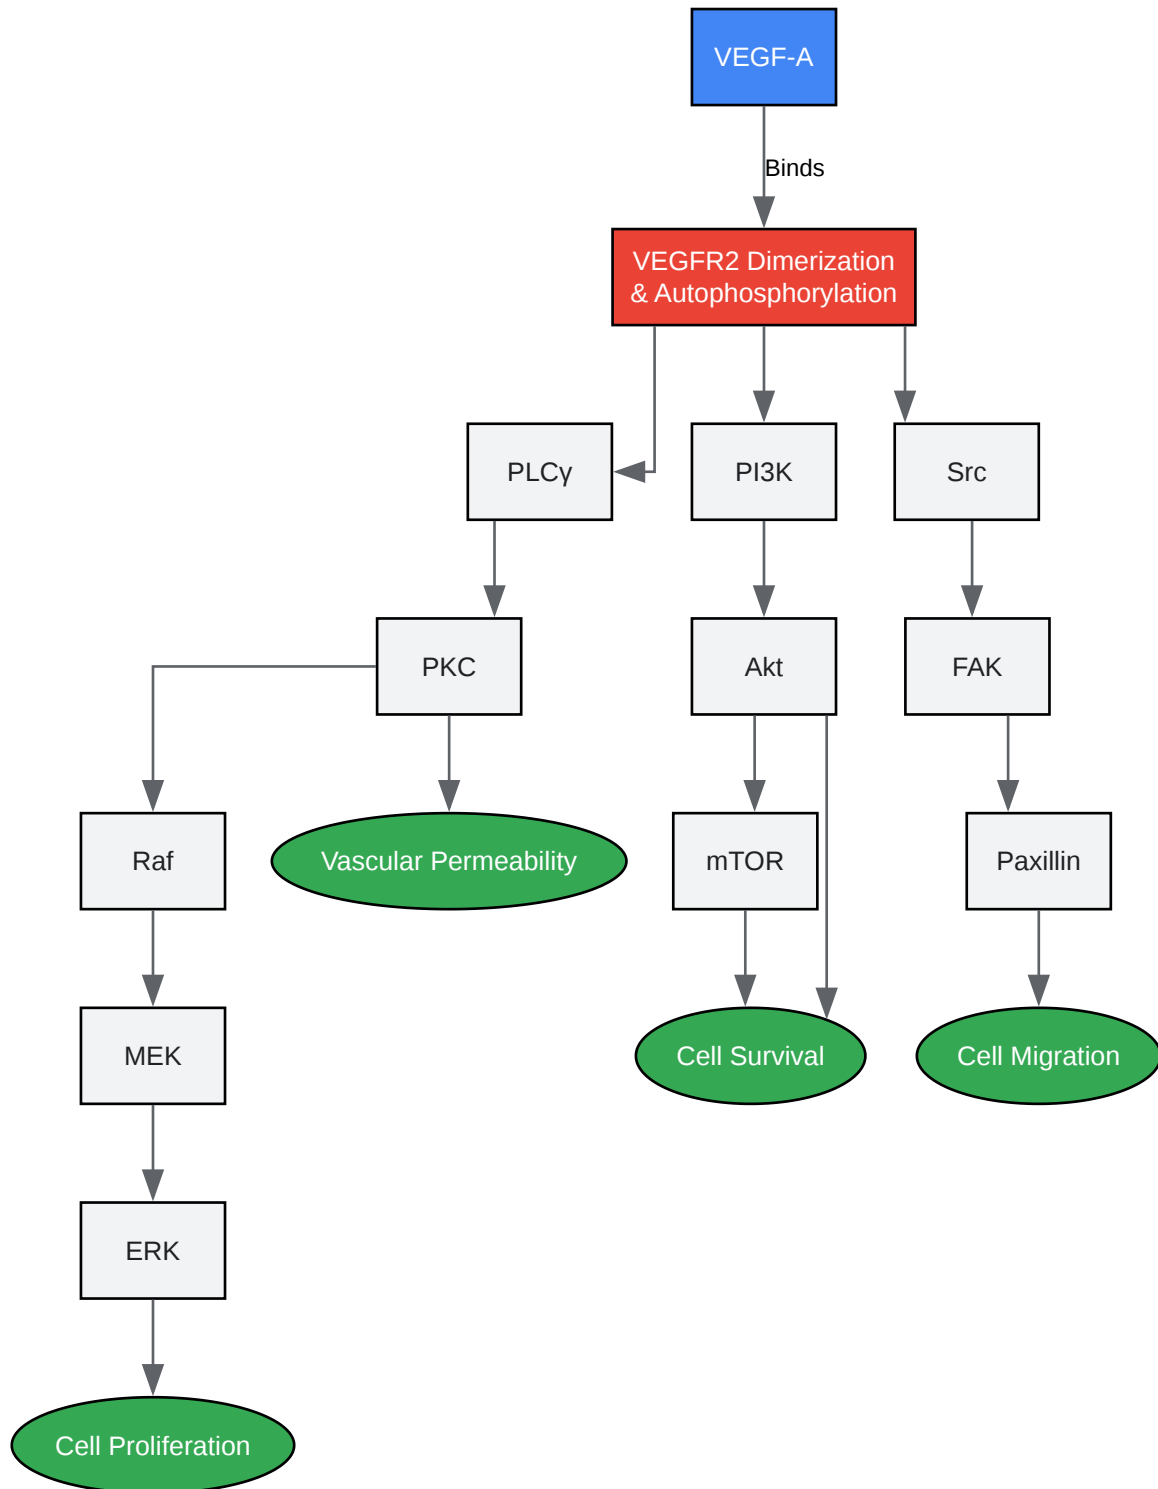 VEGF-A
Binds
VEGFR2 Dimerization
& Autophosphorylation
PLCγ
PI3K
Src
PKC
Akt
FAK
Raf
Vascular Permeability
mTOR
Paxillin
MEK
Cell Survival
Cell Migration
ERK
Cell Proliferation